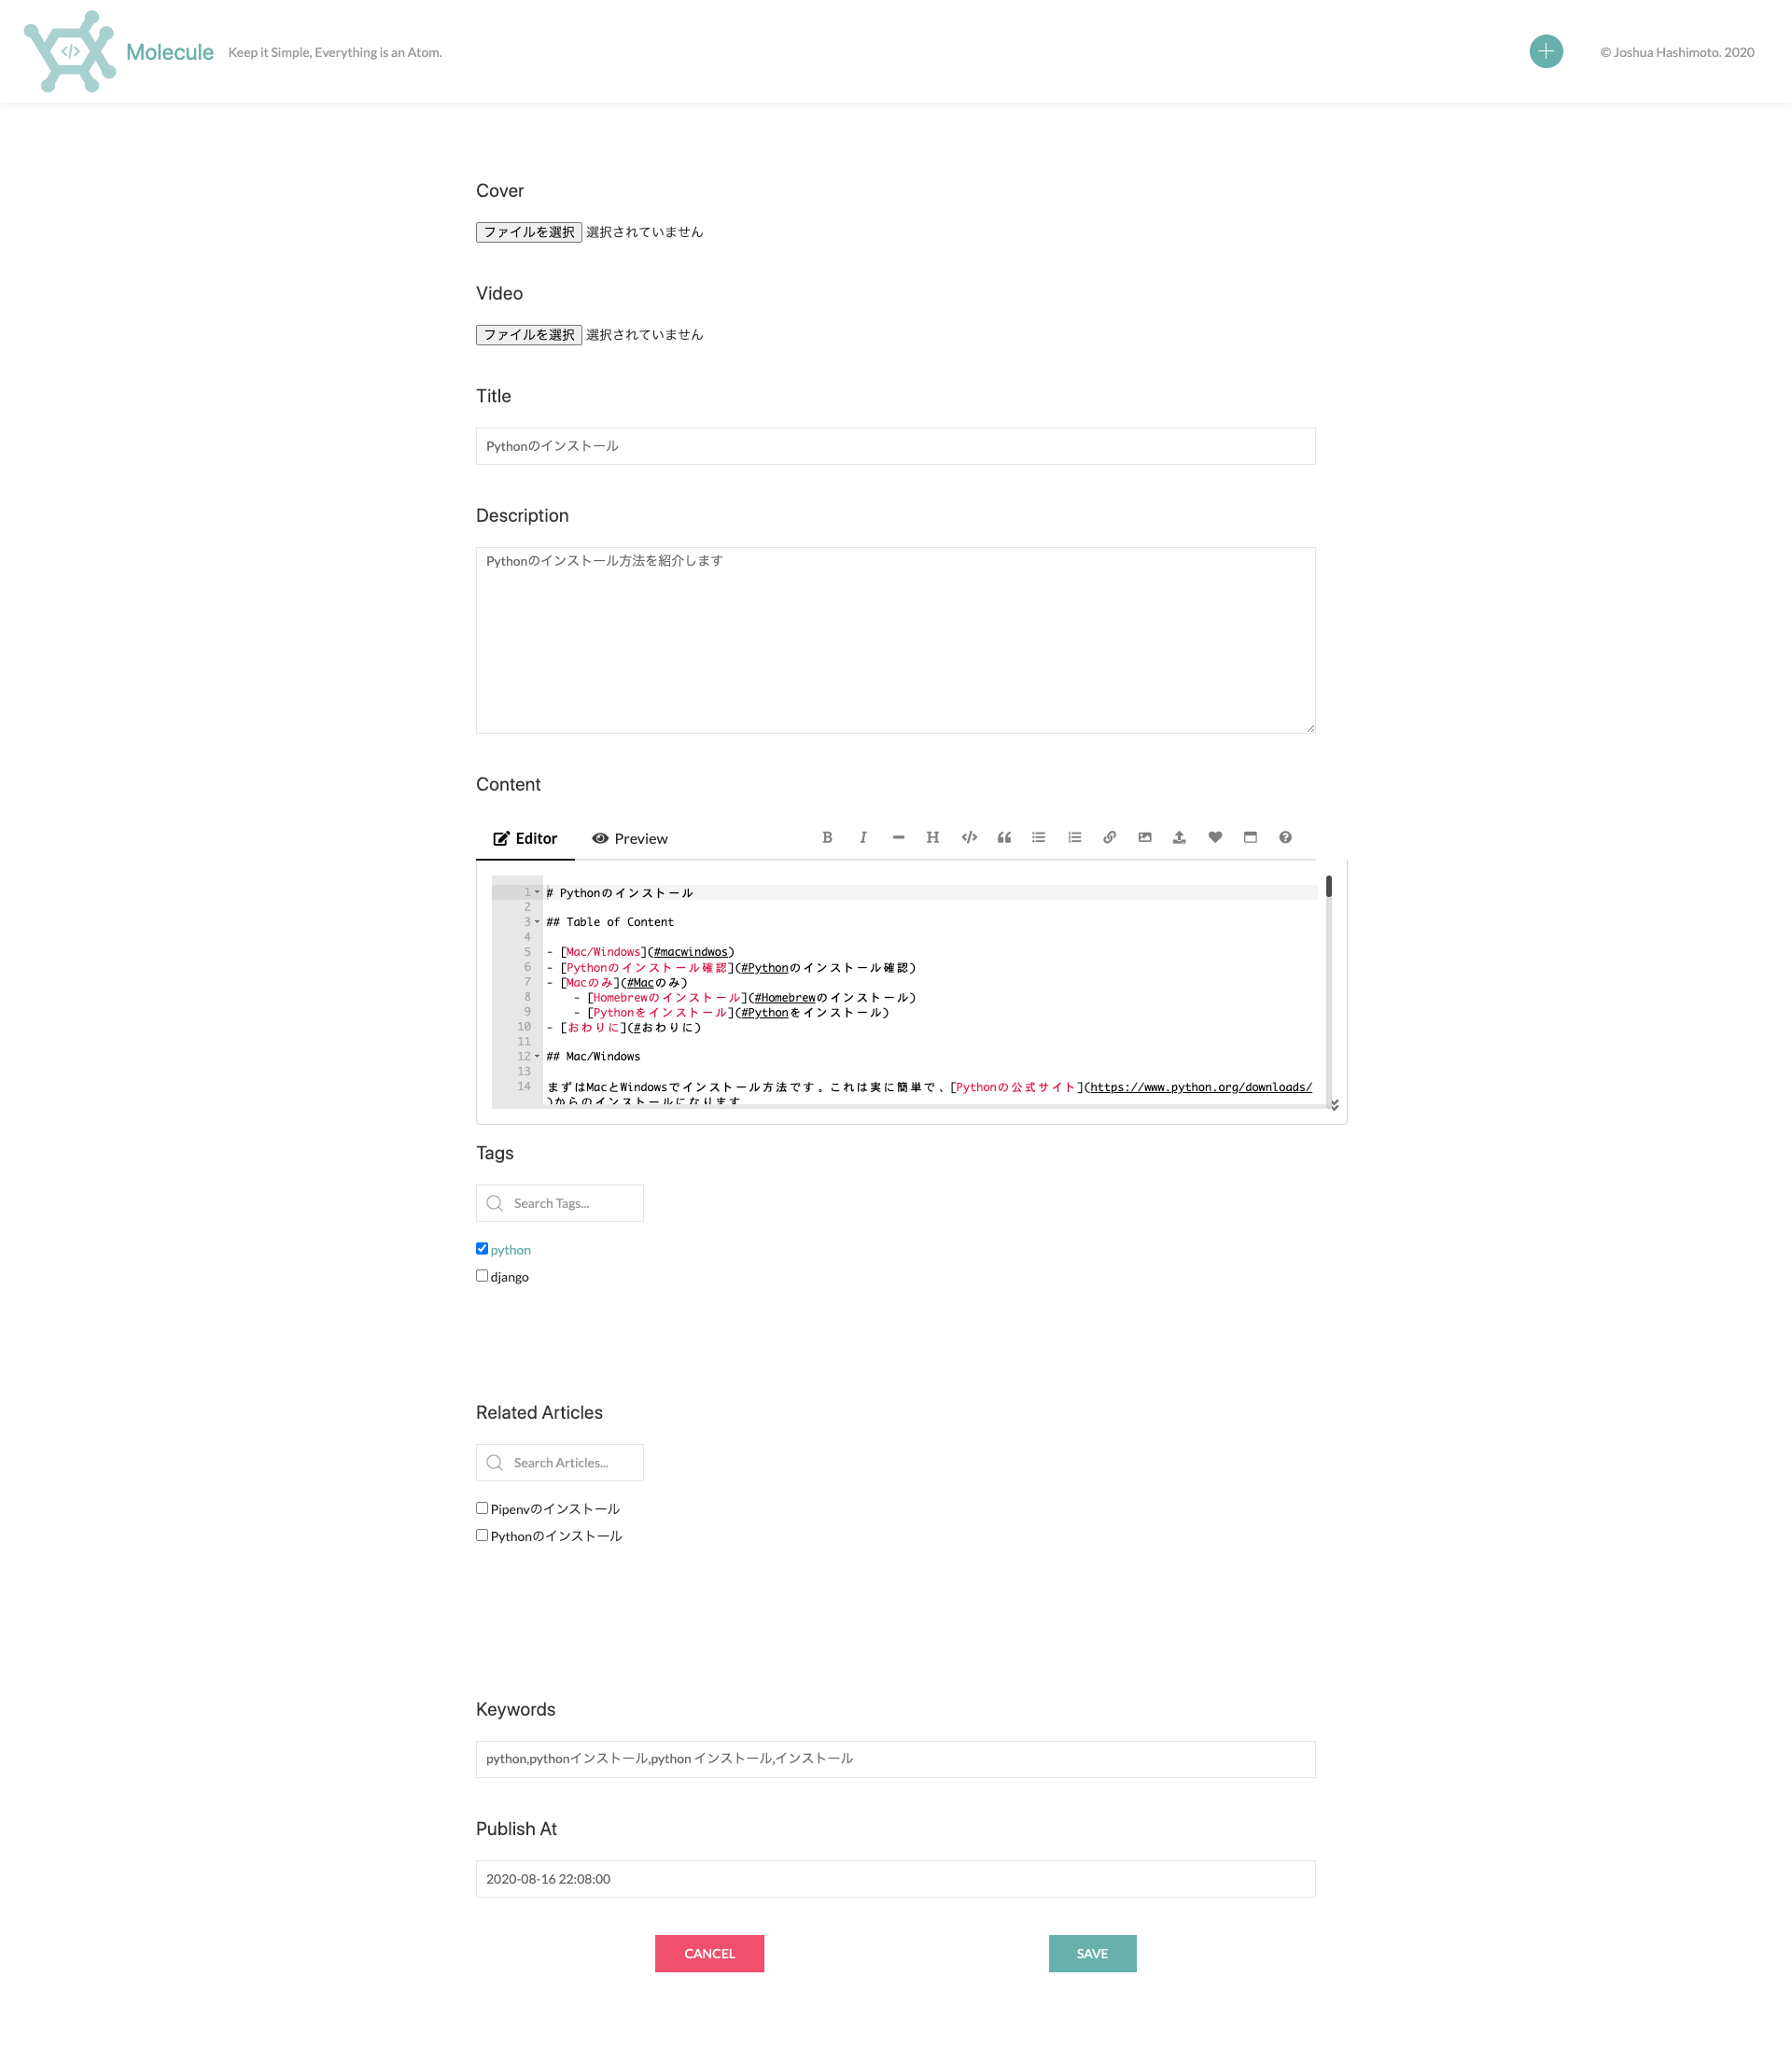 Molecule Keep it Simple, Everything is an Atom. © Joshua Hashimoto. 2020
Cover
ファイルを選択 選択されていません
Video
ファイルを選択 選択されていません
Title
Pythonのインストール
Description
Pythonのインストール方法を紹介します
Content
Editor Preview B I H
1 # Pythonのインストール
2
3 ## Table of Content
4
5 - [Mac/Windows](#macwindwos)
6 - [Pythonのインストール確認](#Pythonのインストール確認)
7 - [Macのみ](#Macのみ)
8 - [Homebrewのインストール](#Homebrewのインストール)
9 - [Pythonをインストール](#Pythonをインストール)
10 - [おわりに](#おわりに)
11
12 ## Mac/Windows
13
14 まずはMacとWindowsでインストール方法です。これは実に簡単で、[Pythonの公式サイト](https://www.python.org/downloads/
)からのインストールになります
Tags
Search Tags...
python
django
Related Articles
Search Articles...
Pipenvのインストール
Pythonのインストール
Keywords
python,pythonインストール,python インストール,インストール
Publish At
2020-08-16 22:08:00
CANCEL SAVE